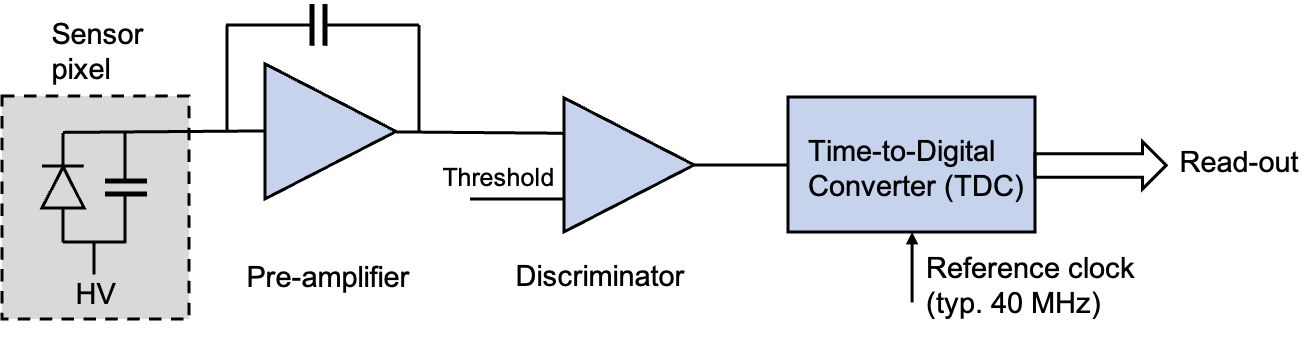 Sensor
pixel
HV
Pre-amplifier
Threshold
Discriminator
Time-to-Digital
Converter (TDC)
Reference clock
(typ. 40 MHz)
Read-out